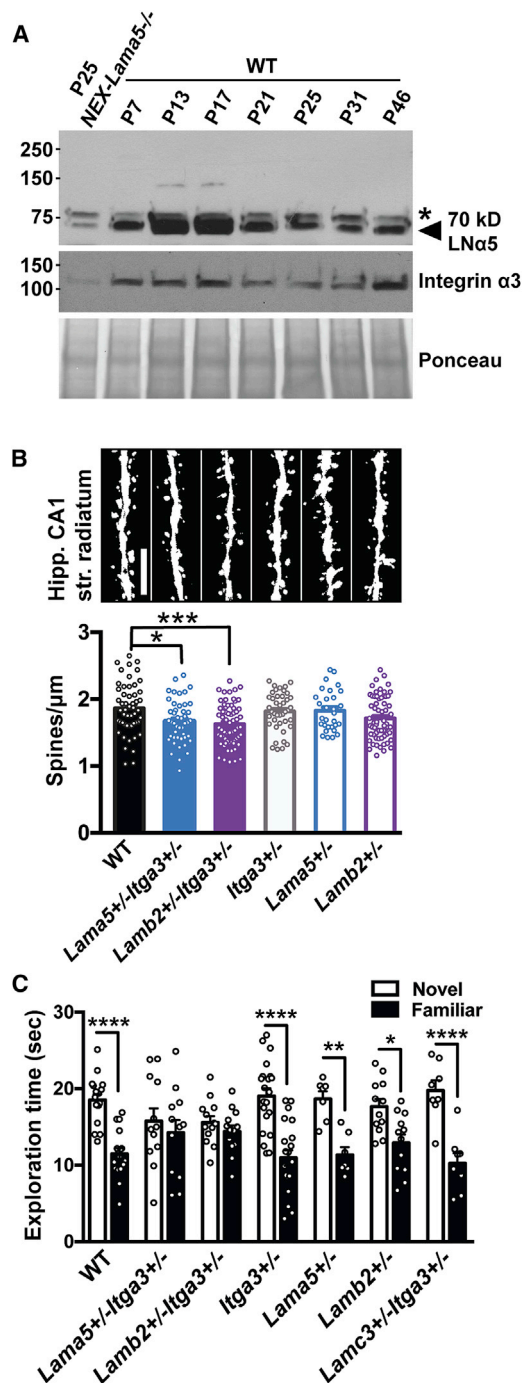 A
P25
NEX-Lama5-/-
WT
P7
P13
P17
P21
P25
P31
P46
250
150
75
*
70 kD
LNα5
150
100
Integrin α3
Ponceau
B
Hipp. CA1
str. radiatum
***
*
Spines/μm
3
2
1
0
WT
Lama5+/-Itga3+/-
Lamb2+/-Itga3+/-
Itga3+/-
Lama5+/-
Lamb2+/-
C
Novel
Familiar
Exploration time (sec)
30
20
10
0
****
****
**
*
****
WT
Lama5+/-Itga3+/-
Lamb2+/-Itga3+/-
Itga3+/-
Lama5+/-
Lamb2+/-
Lamc3+/-Itga3+/-